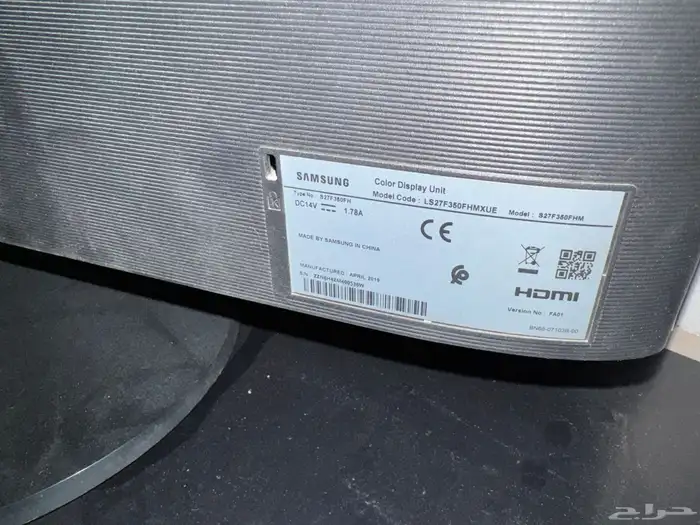 SAMSUNG
Color Display Unit
Type No : S27F350FH
Model Code : LS27F350FHMXUE Model : S27F350FHM
DC14V 1.78A
CE
MADE BY SAMSUNG IN CHINA
MANUFACTURED : APRIL 2019
S/N :
HDMI
Version No : FA01
حراج